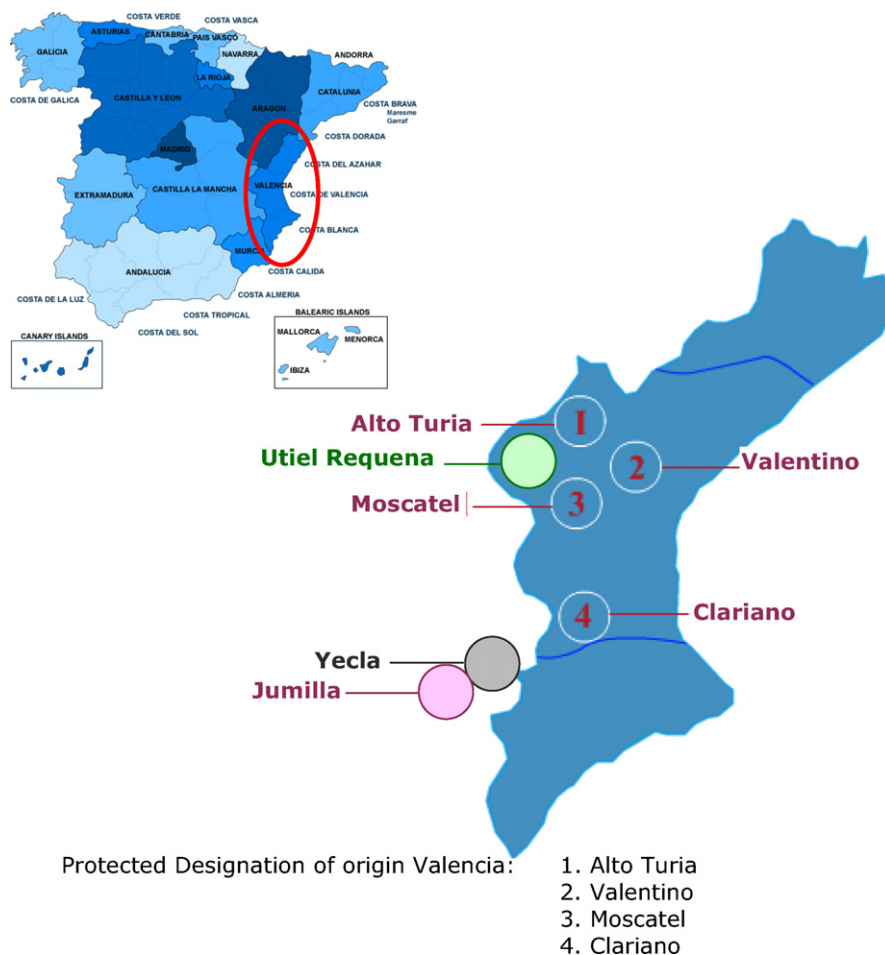 COSTA VERDE
COSTA VASCA
ASTURIAS
CANTABRIA
PAIS VASCO
GALICIA
NAVARRA
ANDORRA
LA RIOJA
CATALUNIA
COSTA DE GALICA
CASTILLA Y LEON
ARAGON
COSTA BRAVA
Maresme
Garraf
COSTA DORADA
MADRID
COSTA DEL AZAHAR
EXTRAMADURA
CASTILLA LA MANCHA
VALENCIA
COSTA DE VALENCIA
COSTA BLANCA
MURCIA
ANDALUCIA
COSTA CALIDA
COSTA DE LA LUZ
COSTA ALMERIA
COSTA TROPICAL
COSTA DEL SOL
CANARY ISLANDS
BALEARIC ISLANDS
MALLORCA
MENORCA
IBIZA
Alto Turia
1
Utiel Requena
2
Valentino
Moscatel
3
4
Clariano
Yecla
Jumilla
Protected Designation of origin Valencia:
1. Alto Turia
2. Valentino
3. Moscatel
4. Clariano